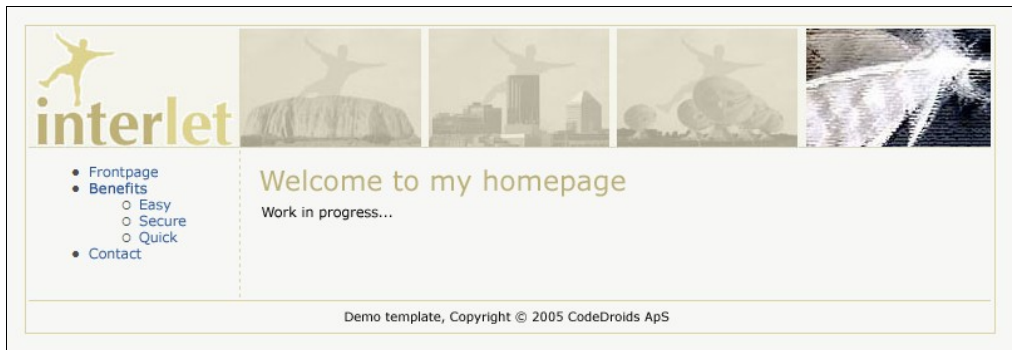 interlet
Frontpage
Benefits
Easy
Secure
Quick
Contact
Welcome to my homepage
Work in progress...
Demo template, Copyright © 2005 CodeDroids ApS